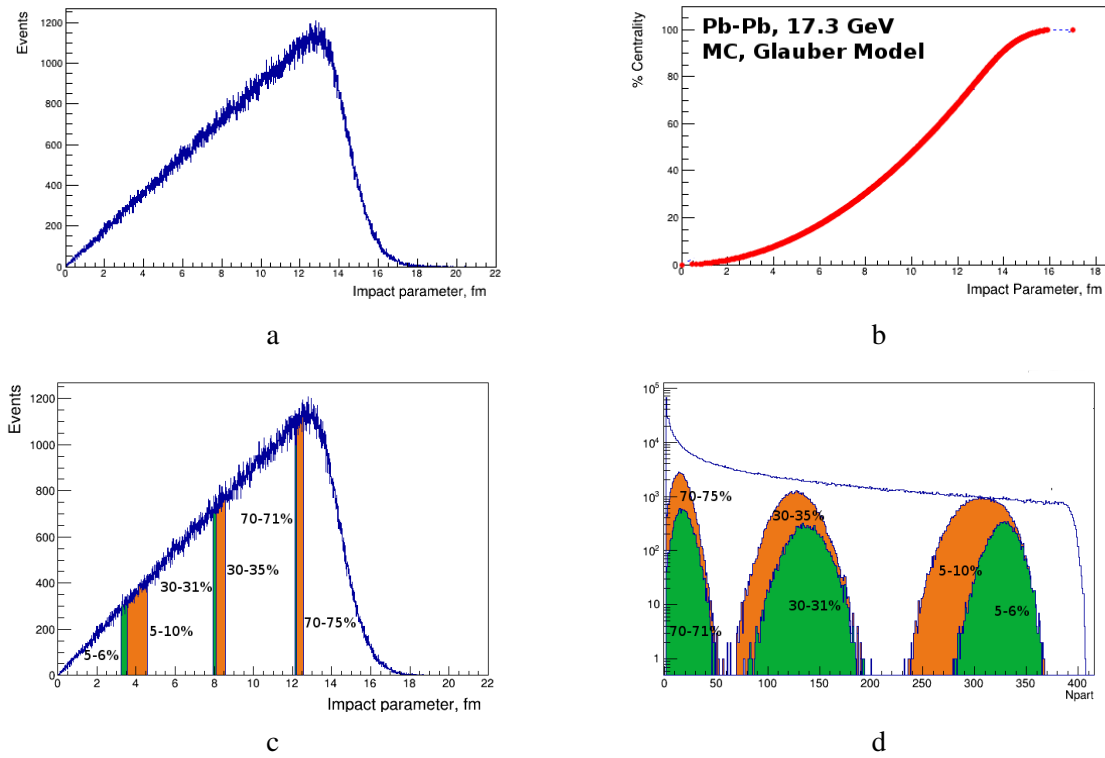 Events
1200
1000
800
600
400
200
0
0 2 4 6 8 10 12 14 16 18 20 22
Impact parameter, fm
a
% Centrality
100
80
60
40
20
0
Pb-Pb, 17.3 GeV
MC, Glauber Model
0 2 4 6 8 10 12 14 16 18
Impact Parameter, fm
b
Events
1200
1000
800
600
400
200
0
70-71%
30-35%
30-31%
5-10%
70-75%
5-6%
0 2 4 6 8 10 12 14 16 18 20 22
Impact parameter, fm
c
10^5
10^4
10^3
10^2
10
1
70-75%
30-35%
5-10%
30-31%
5-6%
70-71%
0 50 100 150 200 250 300 350 400
Npart
d